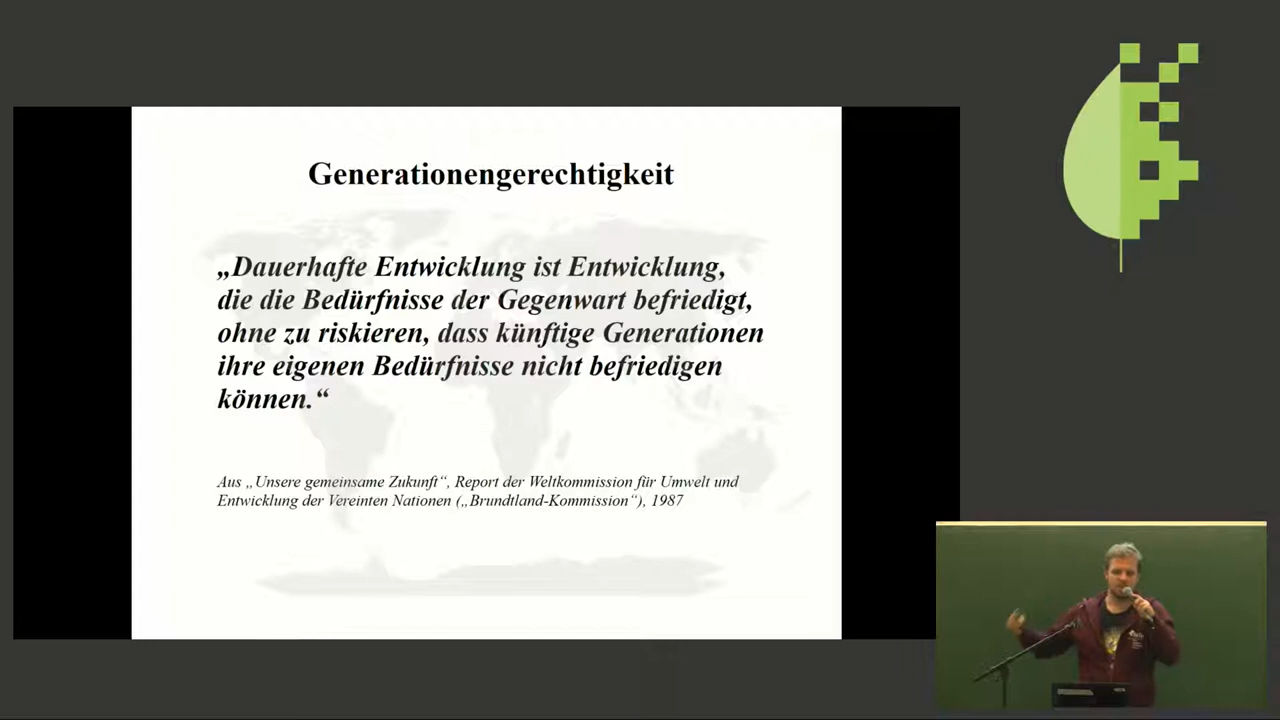 Generationengerechtigkeit
„Dauerhafte Entwicklung ist Entwicklung,
die die Bedürfnisse der Gegenwart befriedigt,
ohne zu riskieren, dass künftige Generationen
ihre eigenen Bedürfnisse nicht befriedigen
können.“
Aus „Unsere gemeinsame Zukunft“, Report der Weltkommission für Umwelt und
Entwicklung der Vereinten Nationen („Brundtland-Kommission“), 1987